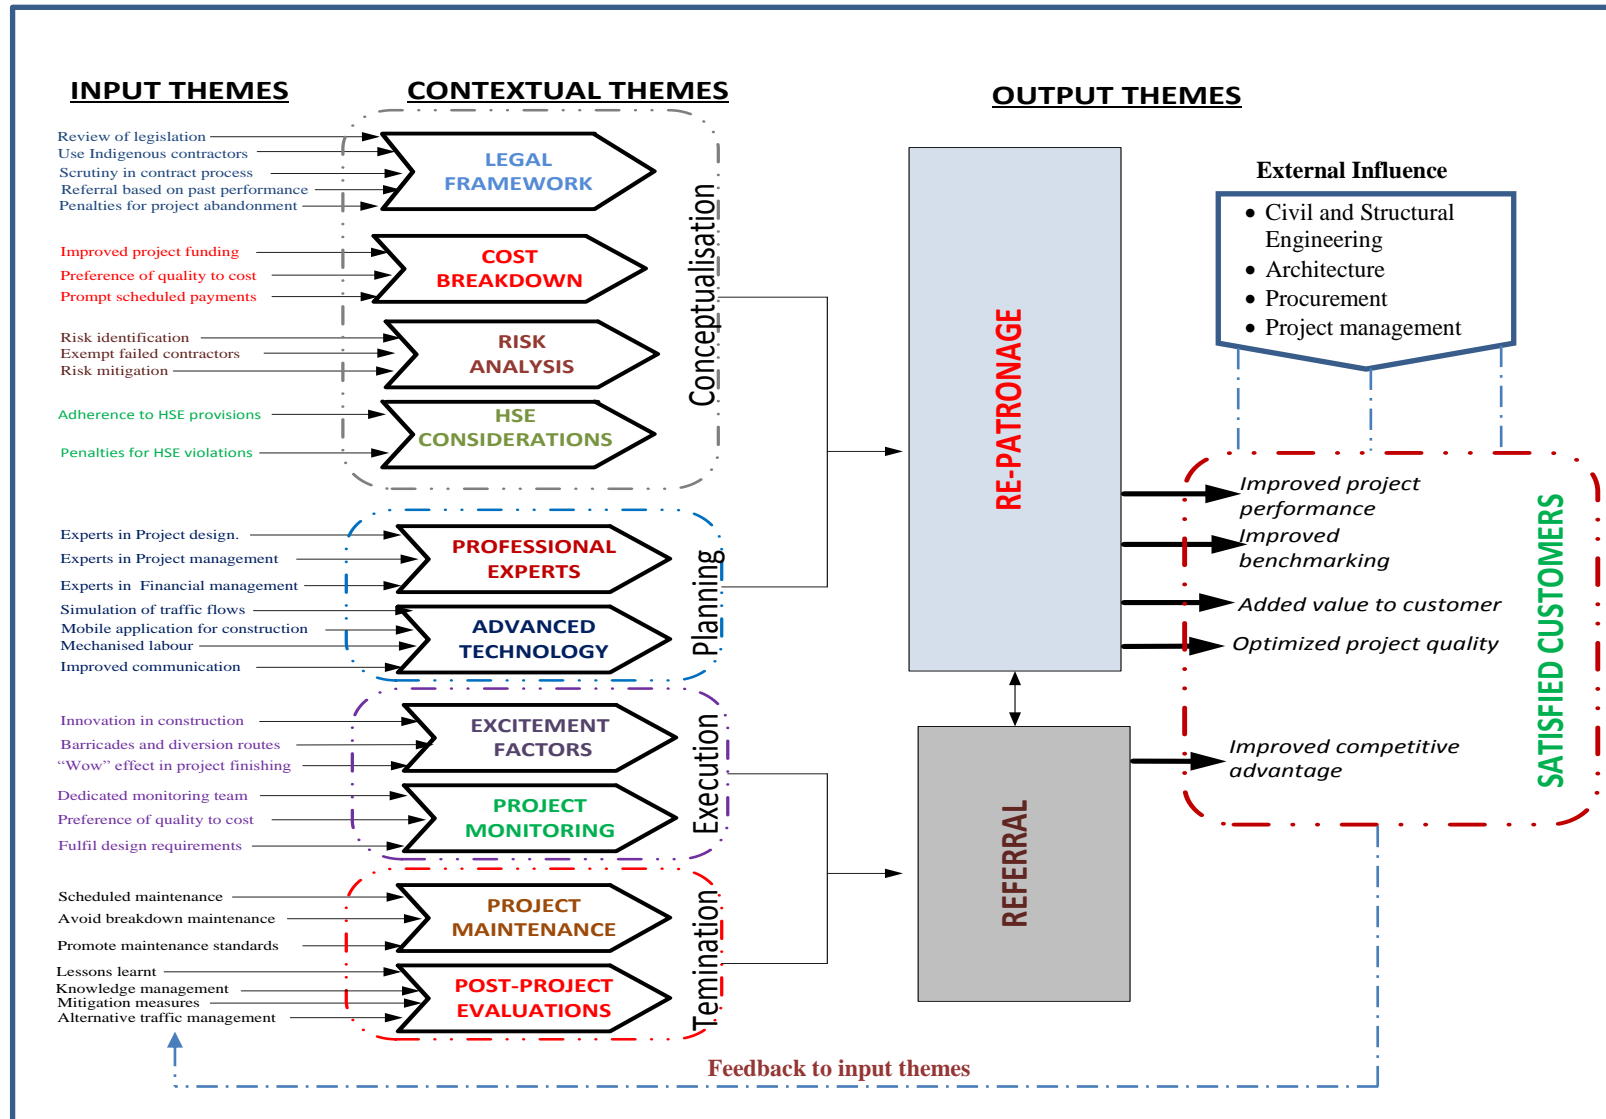 INPUT THEMES
CONTEXTUAL THEMES
OUTPUT THEMES
Review of legislation
Use Indigenous contractors
Scrutiny in contract process
Referral based on past performance
Penalties for project abandonment
LEGAL
FRAMEWORK
Improved project funding
Preference of quality to cost
Prompt scheduled payments
COST
BREAKDOWN
Risk identification
Exempt failed contractors
Risk mitigation
RISK
ANALYSIS
Adherence to HSE provisions
Penalties for HSE violations
HSE
CONSIDERATIONS
Conceptualisation
Experts in Project design.
Experts in Project management
Experts in  Financial management
PROFESSIONAL
EXPERTS
Simulation of traffic flows
Mobile application for construction
Mechanised labour
Improved communication
ADVANCED
TECHNOLOGY
Planning
Innovation in construction
Barricades and diversion routes
“Wow” effect in project finishing
EXCITEMENT
FACTORS
Dedicated monitoring team
Preference of quality to cost
Fulfil design requirements
PROJECT
MONITORING
Execution
Scheduled maintenance
Avoid breakdown maintenance
Promote maintenance standards
PROJECT
MAINTENANCE
Lessons learnt
Knowledge management
Mitigation measures
Alternative traffic management
POST-PROJECT
EVALUATIONS
Temination
RE-PATRONAGE
REFERRAL
External Influence
• Civil and Structural
Engineering
• Architecture
• Procurement
• Project management
Improved project
performance
Improved
benchmarking
Added value to customer
Optimized project quality
Improved competitive
advantage
SATISFIED CUSTOMERS
Feedback to input themes